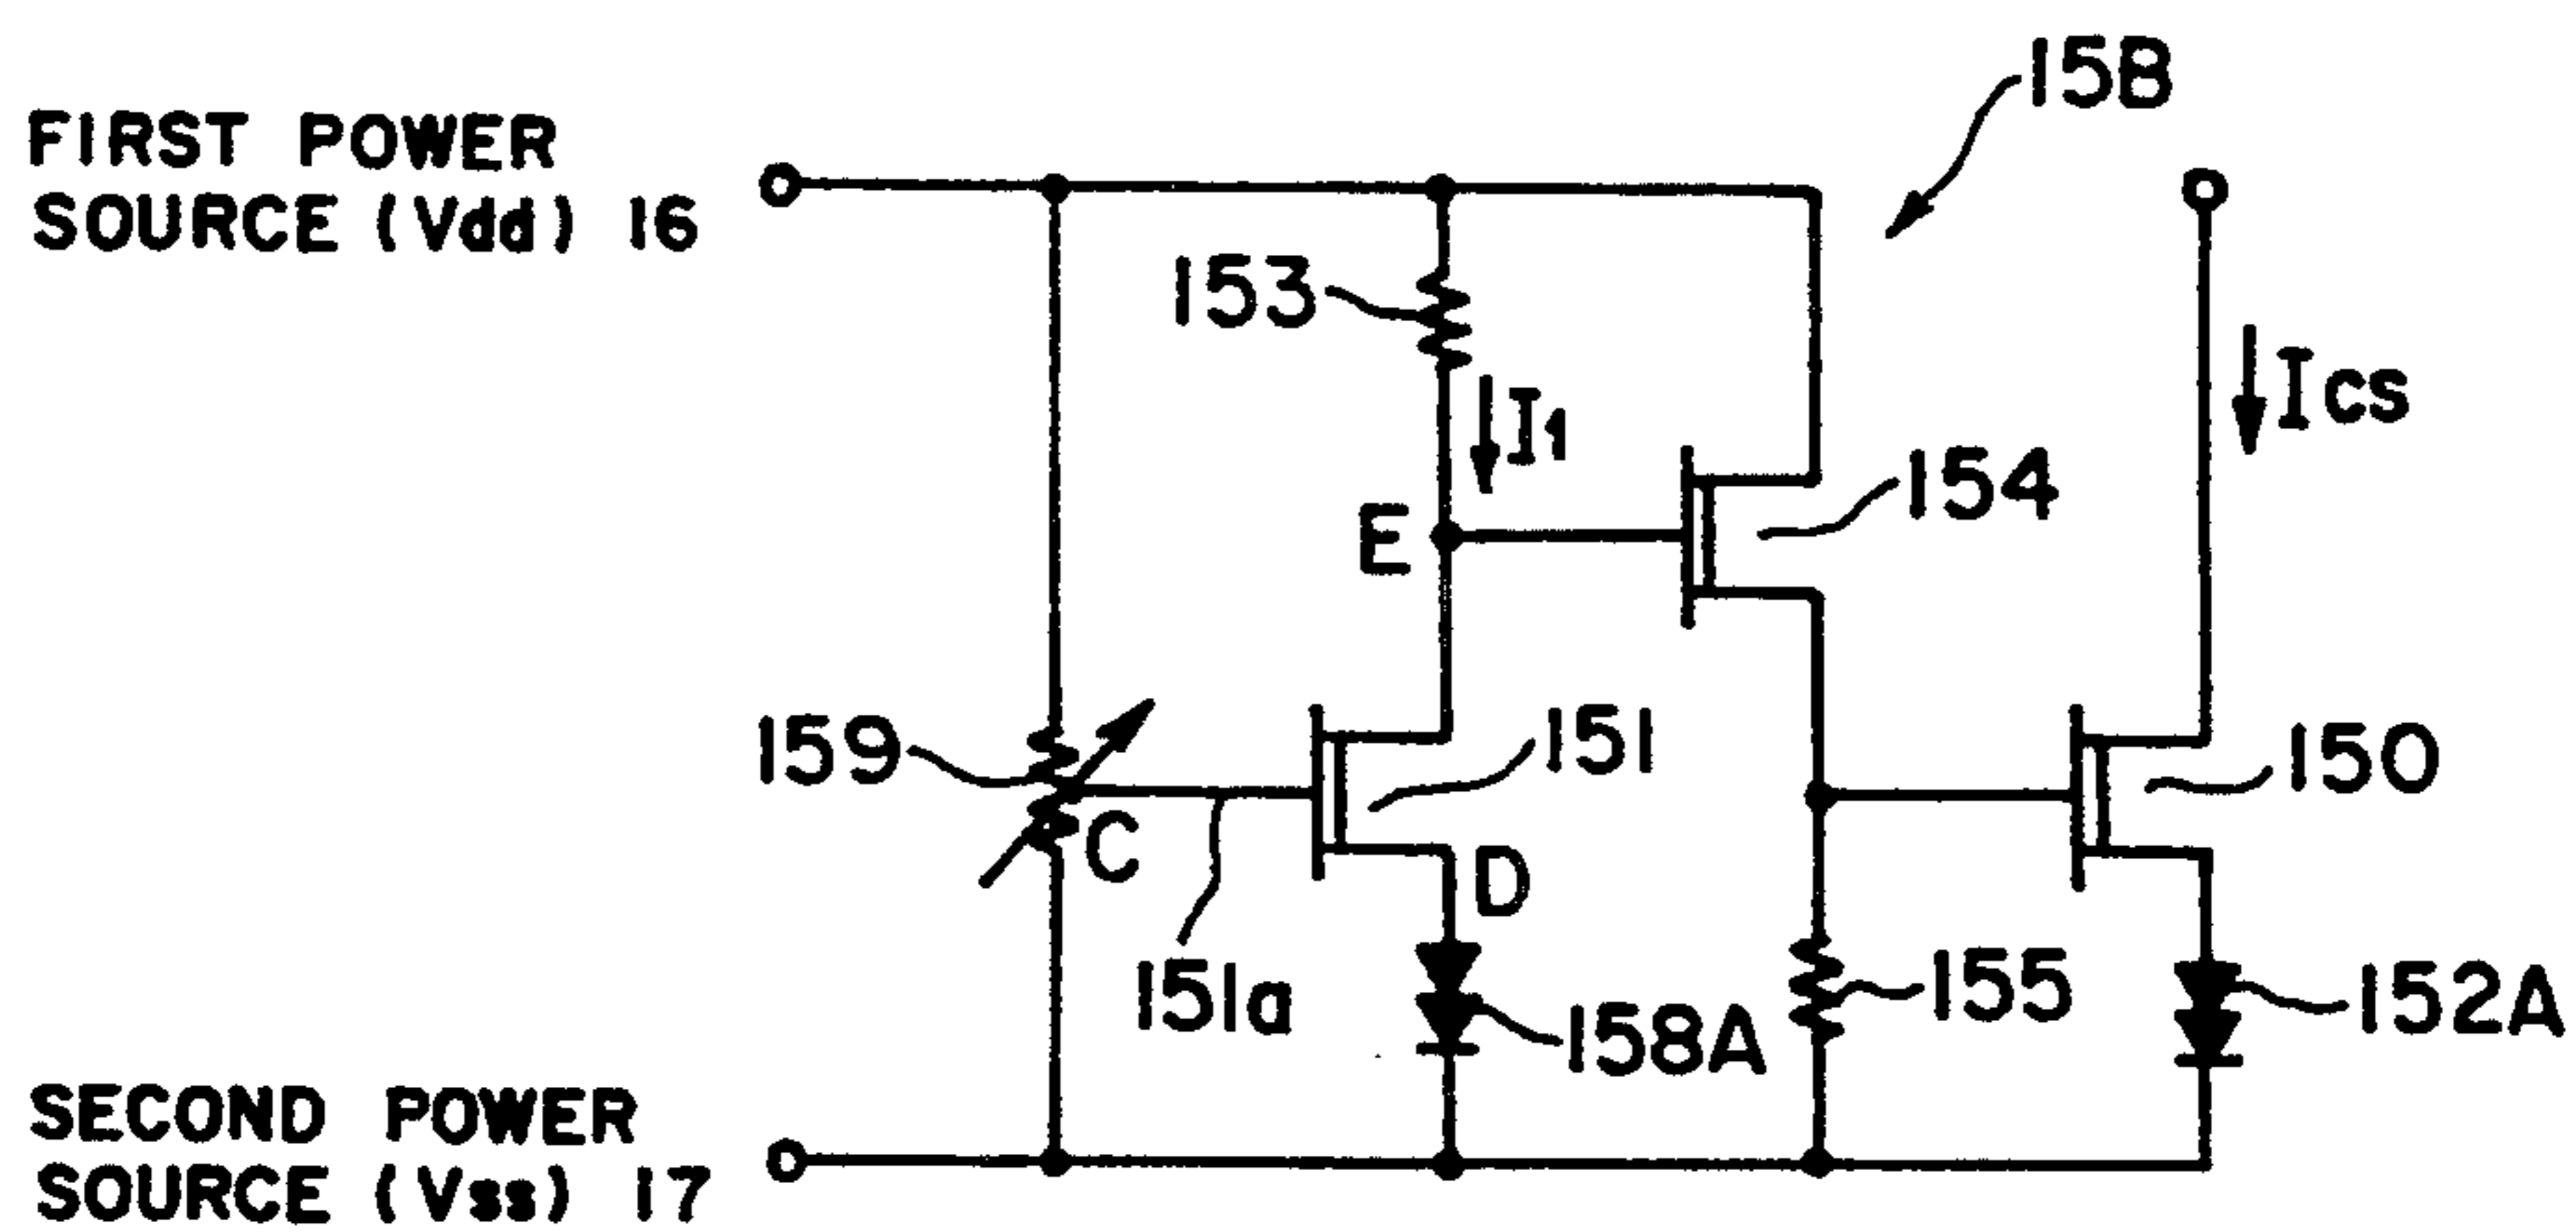 15B
FIRST POWER
SOURCE (Vdd) 16
153
I1
Ics
E
154
159
C
151
150
D
151a
158A
155
152A
SECOND POWER
SOURCE (Vss) 17